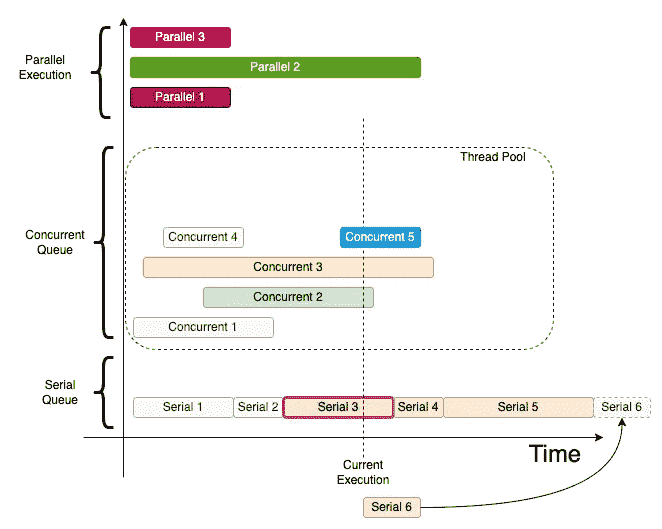 Parallel 3
Parallel
Execution
Parallel 2
Parallel 1
Thread Pool
Concurrent
Queue
Concurrent 4
Concurrent 5
Concurrent 3
Concurrent 2
Concurrent 1
Serial
Queue
Serial 1
Serial 2
Serial 3
Serial 4
Serial 5
Serial 6
Time
Current
Execution
Serial 6